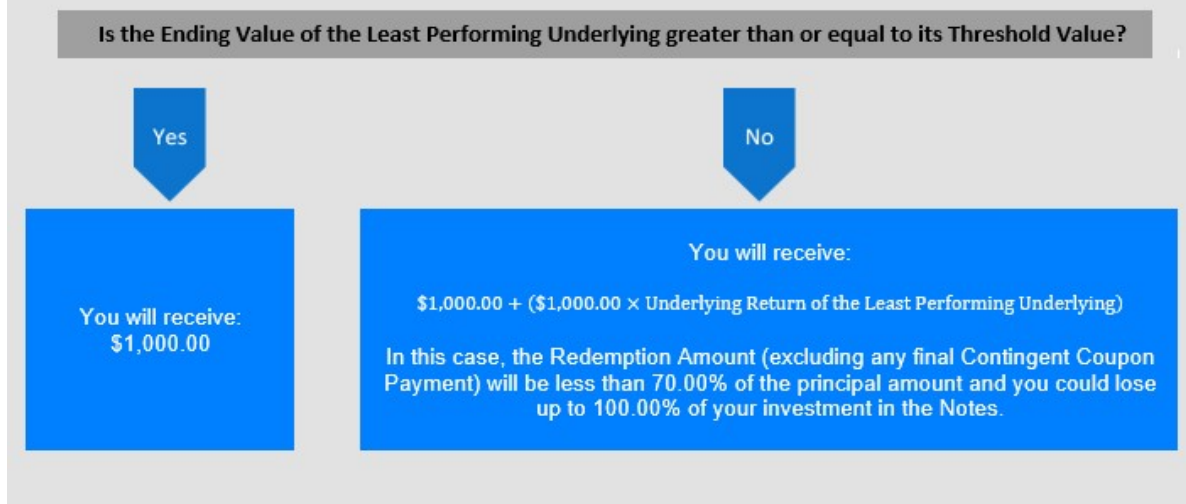 Is the Ending Value of the Least Performing Underlying greater than or equal to its Threshold Value?
Yes
No
You will receive:
$1,000.00
You will receive:
$1,000.00 + ($1,000.00 × Underlying Return of the Least Performing Underlying)
In this case, the Redemption Amount (excluding any final Contingent Coupon
Payment) will be less than 70.00% of the principal amount and you could lose
up to 100.00% of your investment in the Notes.